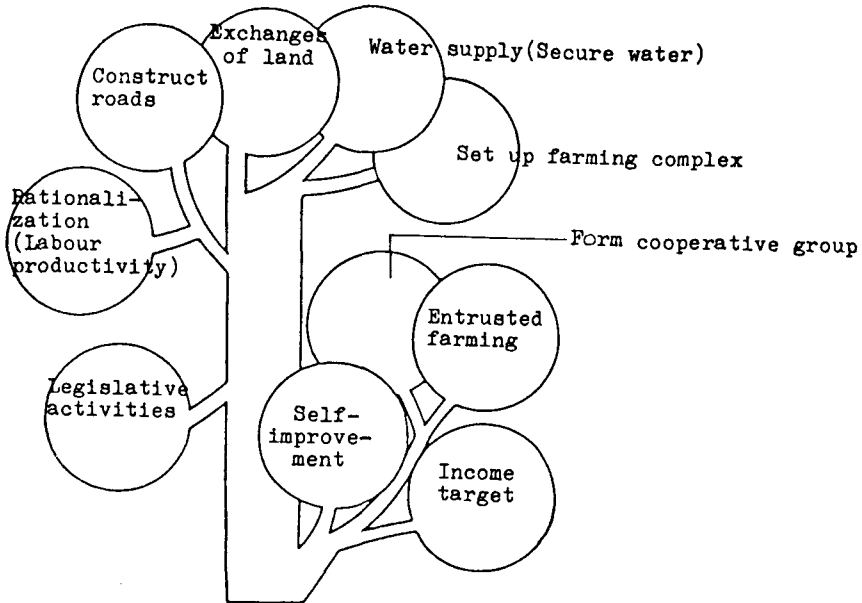 Exchanges
of land
Water supply(Secure water)
Construct
roads
Set up farming complex
Rationali-
zation
(Labour
productivity)
Form cooperative group
Entrusted
farming
Legislative
activities
Self-
improve-
ment
Income
target